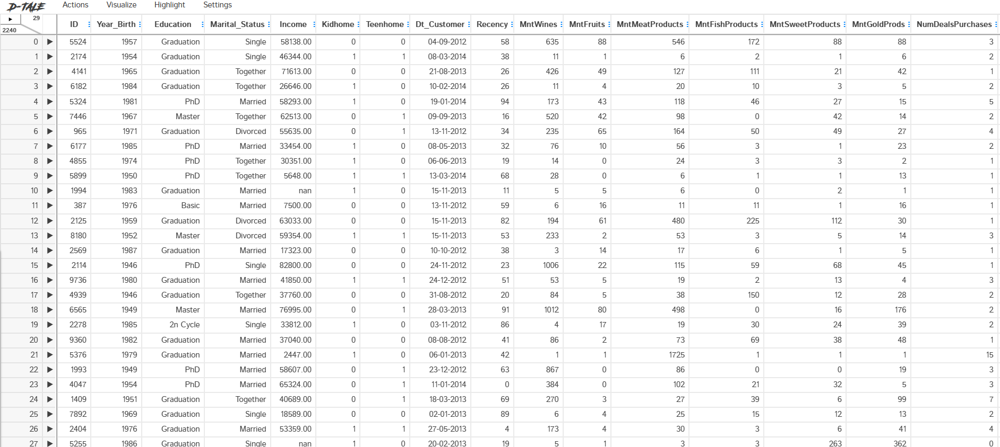 D-TALE Actions Visualize Highlight Settings
29
2240
ID Year_Birth Education Marital_Status Income Kidhome Teenhome Dt_Customer Recency MntWines MntFruits MntMeatProducts MntFishProducts MntSweetProducts MntGoldProds NumDealsPurchases
0 5524 1957 Graduation Single 58138.00 0 0 04-09-2012 58 635 88 546 172 88 88 3
1 2174 1954 Graduation Single 46344.00 1 1 08-03-2014 38 11 1 6 2 1 6 2
2 4141 1965 Graduation Together 71613.00 0 0 21-08-2013 26 426 49 127 111 21 42 1
3 6182 1984 Graduation Together 26646.00 1 0 10-02-2014 26 11 4 20 10 3 5 2
4 5324 1981 PhD Married 58293.00 1 0 19-01-2014 94 173 43 118 46 27 15 5
5 7446 1967 Master Together 62513.00 0 1 09-09-2013 16 520 42 98 0 42 14 2
6 965 1971 Graduation Divorced 55635.00 0 1 13-11-2012 34 235 65 164 50 49 27 4
7 6177 1985 PhD Married 33454.00 1 0 08-05-2013 32 76 10 56 3 1 23 2
8 4855 1974 PhD Together 30351.00 1 0 06-06-2013 19 14 0 24 3 3 2 1
9 5899 1950 PhD Together 5648.00 1 1 13-03-2014 68 28 0 6 1 1 13 1
10 1994 1983 Graduation Married nan 1 0 15-11-2013 11 5 5 6 0 2 1 1
11 387 1976 Basic Married 7500.00 0 0 13-11-2012 59 6 16 11 11 1 16 1
12 2125 1959 Graduation Divorced 63033.00 0 0 15-11-2013 82 194 61 480 225 112 30 1
13 8180 1952 Master Divorced 59354.00 1 1 15-11-2013 53 233 2 53 3 5 14 3
14 2569 1987 Graduation Married 17323.00 0 0 10-10-2012 38 3 14 17 6 1 5 1
15 2114 1946 PhD Single 82800.00 0 0 24-11-2012 23 1006 22 115 59 68 45 1
16 9736 1980 Graduation Married 41850.00 1 1 24-12-2012 51 53 5 19 2 13 4 3
17 4939 1946 Graduation Together 37760.00 0 0 31-08-2012 20 84 5 38 150 12 28 2
18 6565 1949 Master Married 76995.00 0 1 28-03-2013 91 1012 80 498 0 16 176 2
19 2278 1985 2n Cycle Single 33812.00 1 0 03-11-2012 86 4 17 19 30 24 39 2
20 9360 1982 Graduation Married 37040.00 0 0 08-08-2012 41 86 2 73 69 38 48 1
21 5376 1979 Graduation Married 2447.00 1 0 06-01-2013 42 1 1 1725 1 1 1 15
22 1993 1949 PhD Married 58607.00 0 1 23-12-2012 63 867 0 86 0 0 19 3
23 4047 1954 PhD Married 65324.00 0 1 11-01-2014 0 384 0 102 21 32 5 3
24 1409 1951 Graduation Together 40689.00 0 1 18-03-2013 69 270 3 27 39 6 99 7
25 7892 1969 Graduation Single 18589.00 0 0 02-01-2013 89 6 4 25 15 12 13 2
26 2404 1976 Graduation Married 53359.00 1 1 27-05-2013 4 173 4 30 3 6 41 4
27 5255 1986 Graduation Single nan 1 0 20-02-2013 19 5 1 3 3 263 362 0